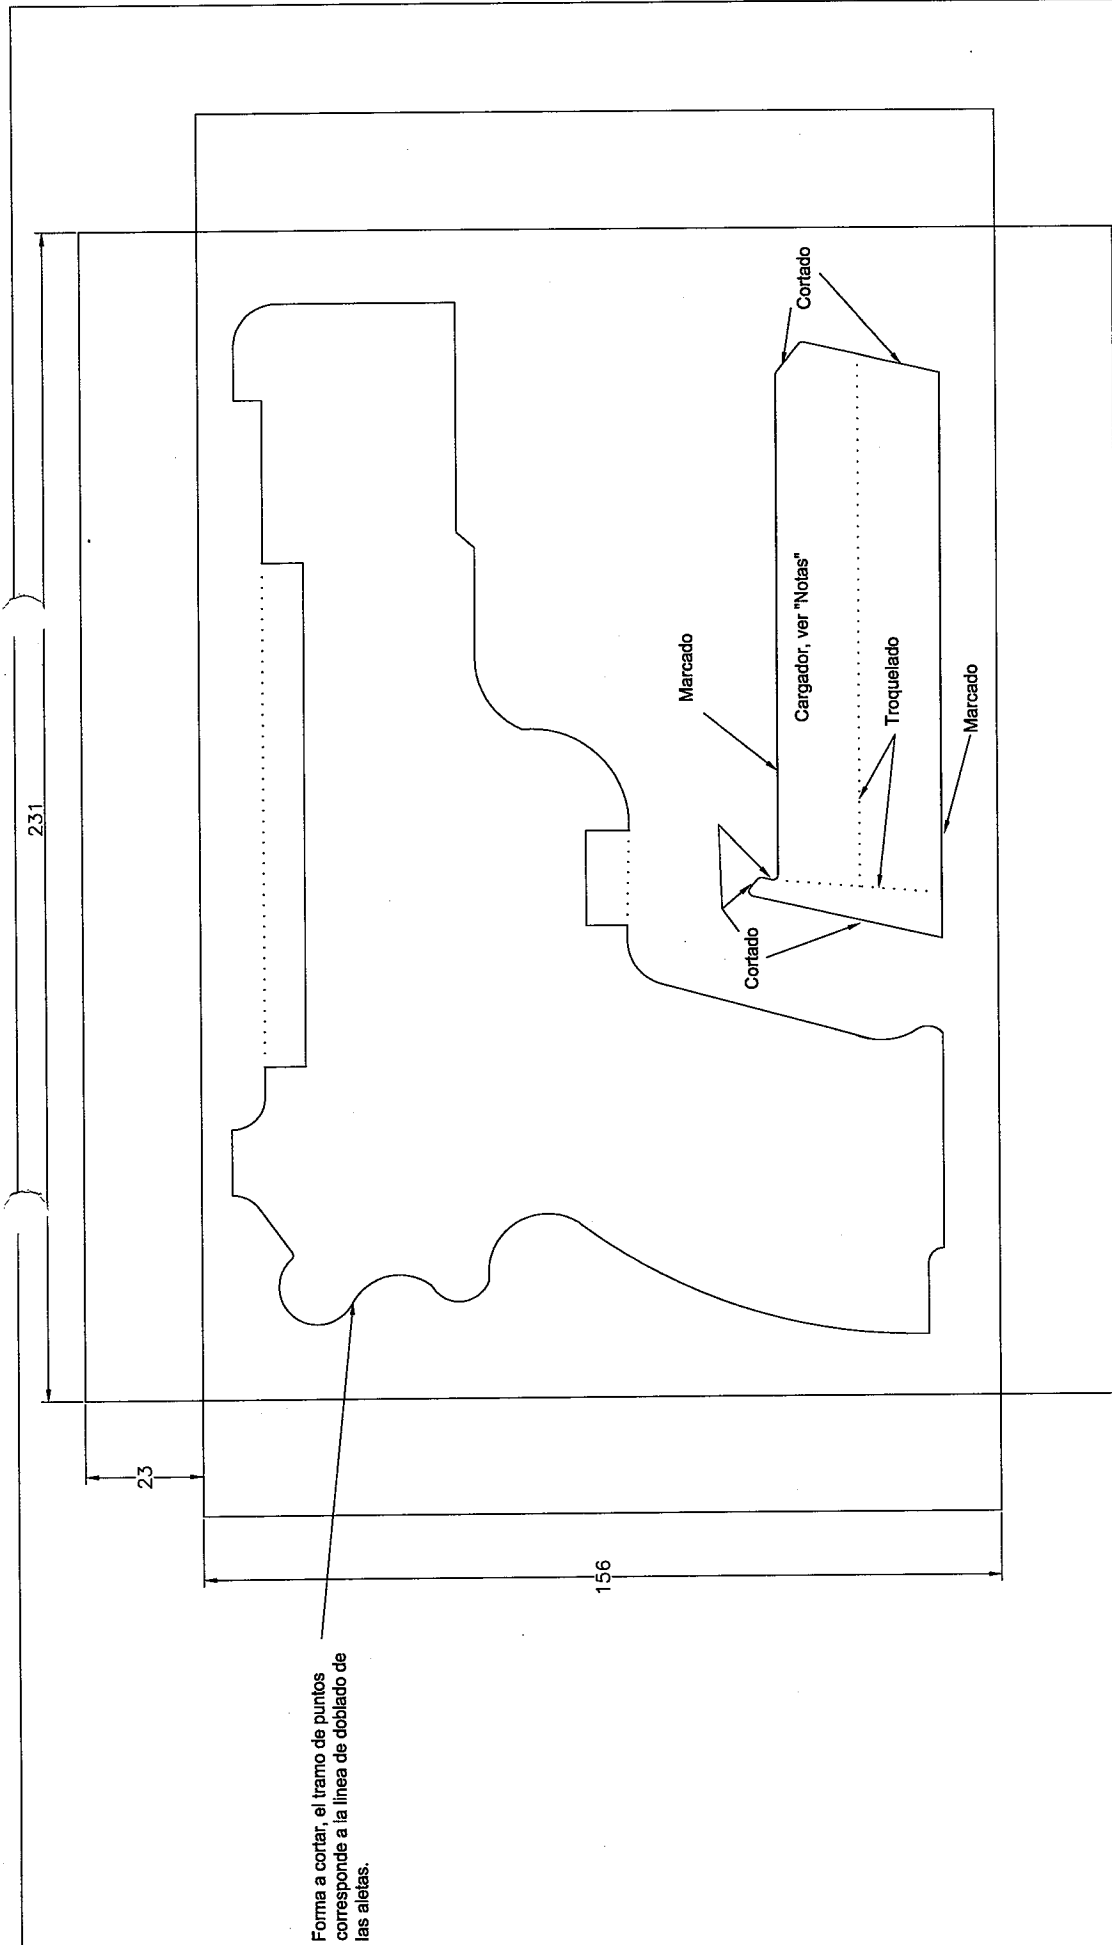 231
23
156
Forma a cortar, el tramo de puntos
corresponde a la linea de doblado de
las aletas.
Cortado
Marcado
Cargador, ver "Notas"
Troquelado
Cortado
Marcado